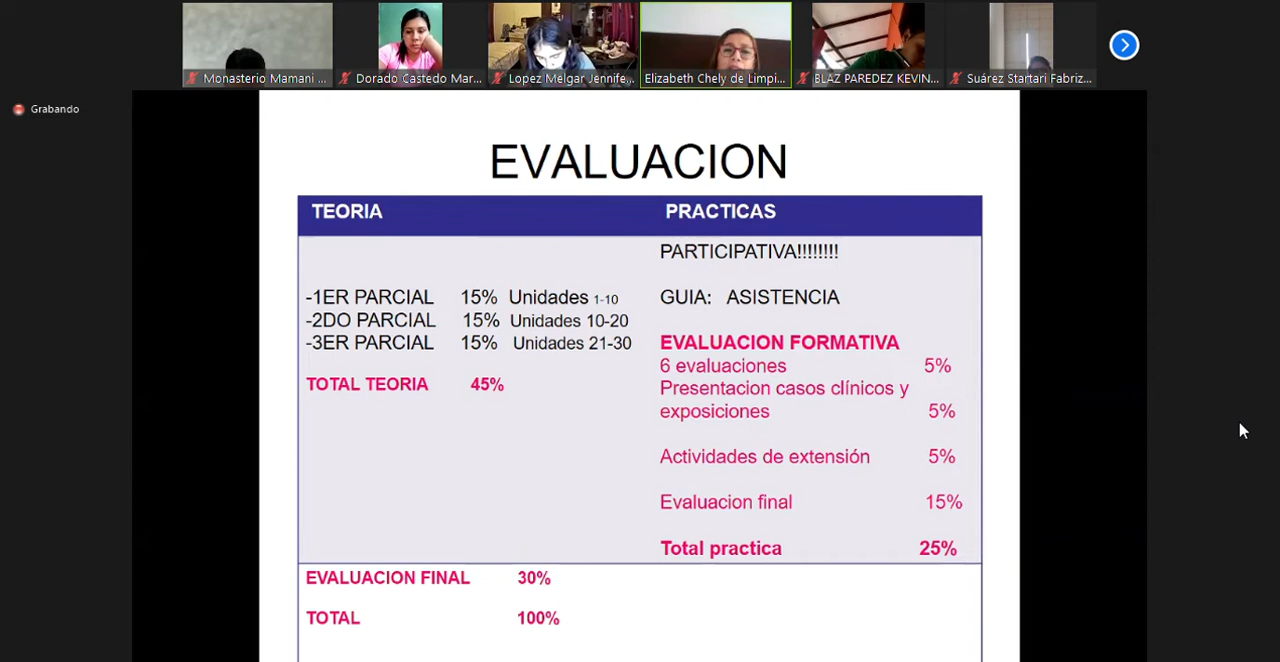 Monasterio Mamani ...
Dorado Castedo Mar...
Lopez Melgar Jennife...
Elizabeth Chely de Limpi...
BLAZ PAREDEZ KEVIN...
Suárez Startari Fabriz...
Grabando
EVALUACION
TEORIA PRACTICAS
PARTICIPATIVA!!!!!!!!
-1ER PARCIAL 15% Unidades 1-10 GUIA: ASISTENCIA
-2DO PARCIAL 15% Unidades 10-20
-3ER PARCIAL 15% Unidades 21-30 EVALUACION FORMATIVA
6 evaluaciones 5%
TOTAL TEORIA 45% Presentacion casos clínicos y
exposiciones 5%
Actividades de extensión 5%
Evaluacion final 15%
Total practica 25%
EVALUACION FINAL 30%
TOTAL 100%